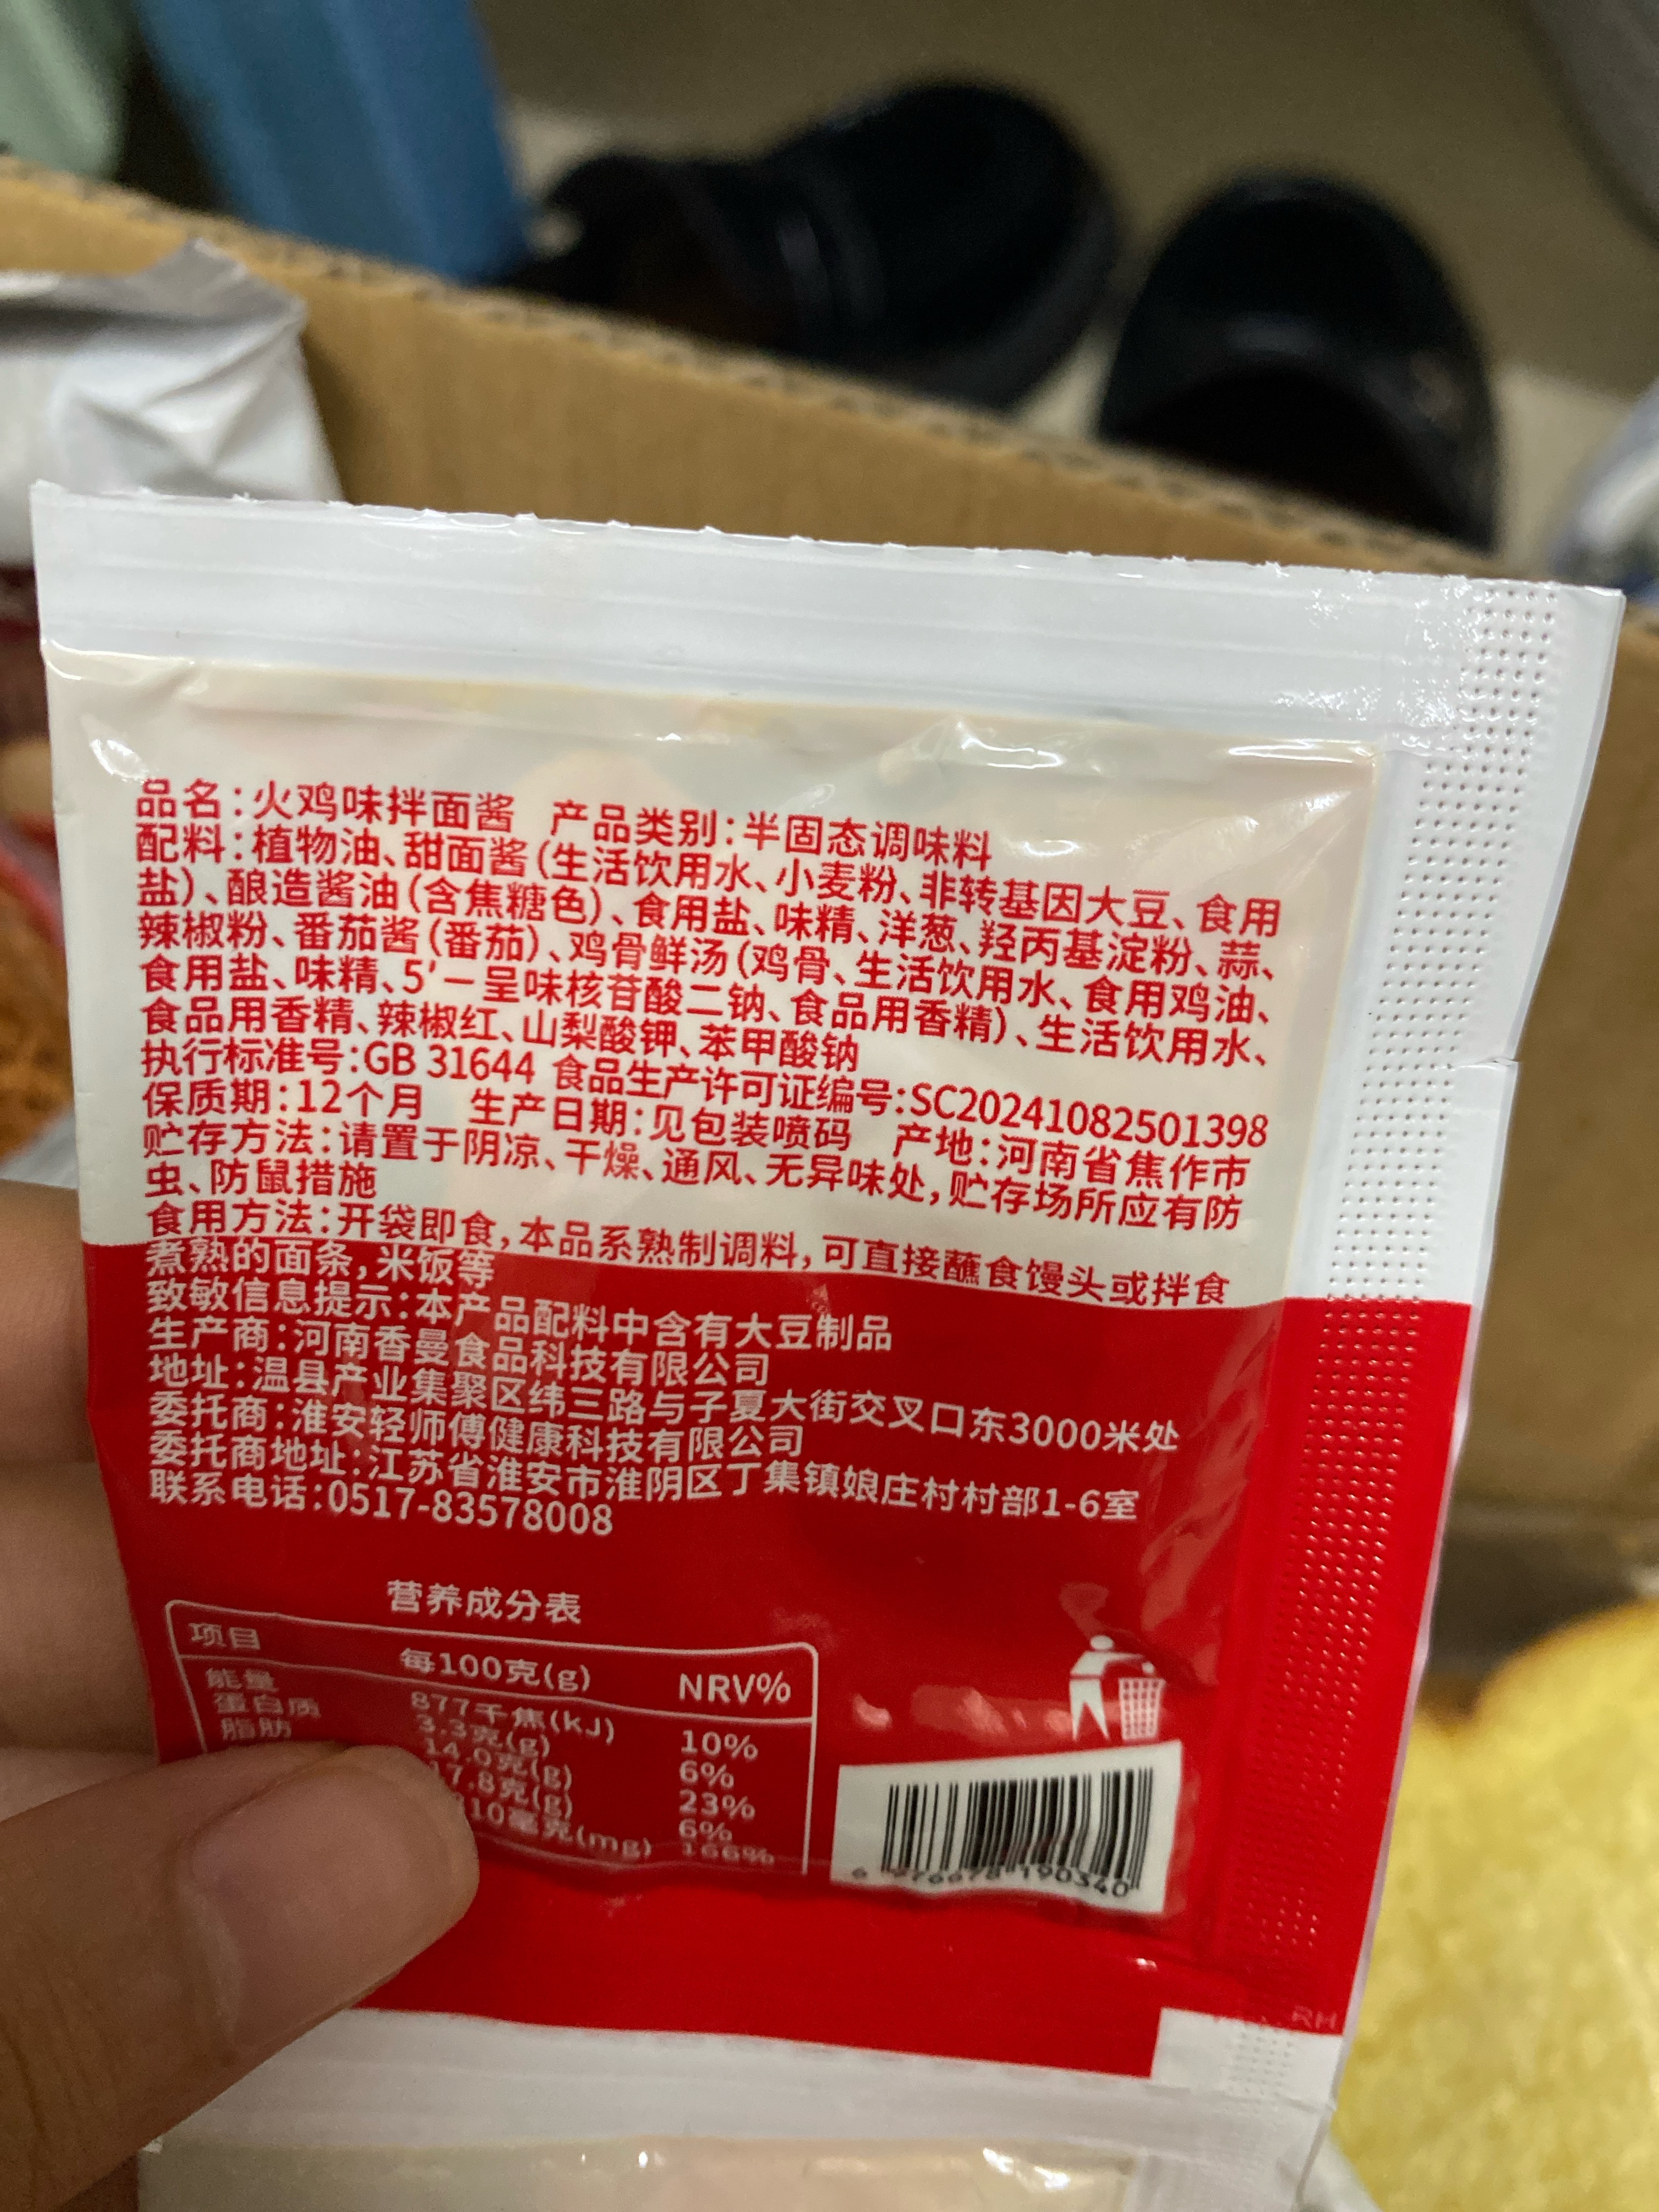 品名:火鸡味拌面酱 产品类别:半固态调味料
配料:植物油、甜面酱(生活饮用水、小麦粉、非转基因大豆、食用
盐)、酿造酱油(含焦糖色)、食用盐、味精、洋葱、羟丙基淀粉、蒜、
辣椒粉、番茄酱(番茄)、鸡骨鲜汤(鸡骨、生活饮用水、食用鸡油、
食用盐、味精、5'-呈味核苷酸二钠、食品用香精)、生活饮用水、
食品用香精、辣椒红、山梨酸钾、苯甲酸钠
执行标准号:GB 31644 食品生产许可证编号:SC20241082501398
保质期:12个月 生产日期:见包装喷码 产地:河南省焦作市
贮存方法:请置于阴凉、干燥、通风、无异味处,贮存场所应有防
虫、防鼠措施
食用方法:开袋即食,本品系熟制调料,可直接蘸食馒头或拌食
煮熟的面条,米饭等
致敏信息提示:本产品配料中含有大豆制品
生产商:河南香曼食品科技有限公司
地址:温县产业集聚区纬三路与子夏大街交叉口东3000米处
委托商:淮安轻师傅健康科技有限公司
委托商地址:江苏省淮安市淮阴区丁集镇娘庄村村部1-6室
联系电话:0517-83578008
营养成分表
项目 每100克(g) NRV%
能量 877千焦(kJ) 10%
蛋白质 3.3克(g) 6%
脂肪 14.0克(g) 23%
7.8克(g) 6%
10毫克(mg) 166%
190340
RH